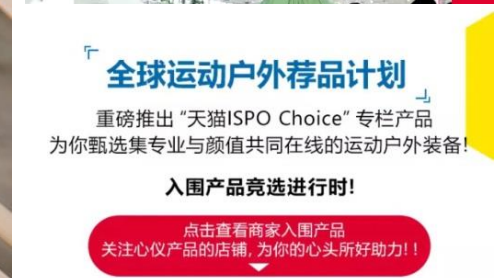 全球运动户外荐品计划
重磅推出“天猫ISPO Choice”专栏产品
为你甄选集专业与颜值共同在线的运动户外装备!
入围产品竞选进行时!
点击查看商家入围产品
关注心仪产品的店铺, 为你的心头所好助力! !